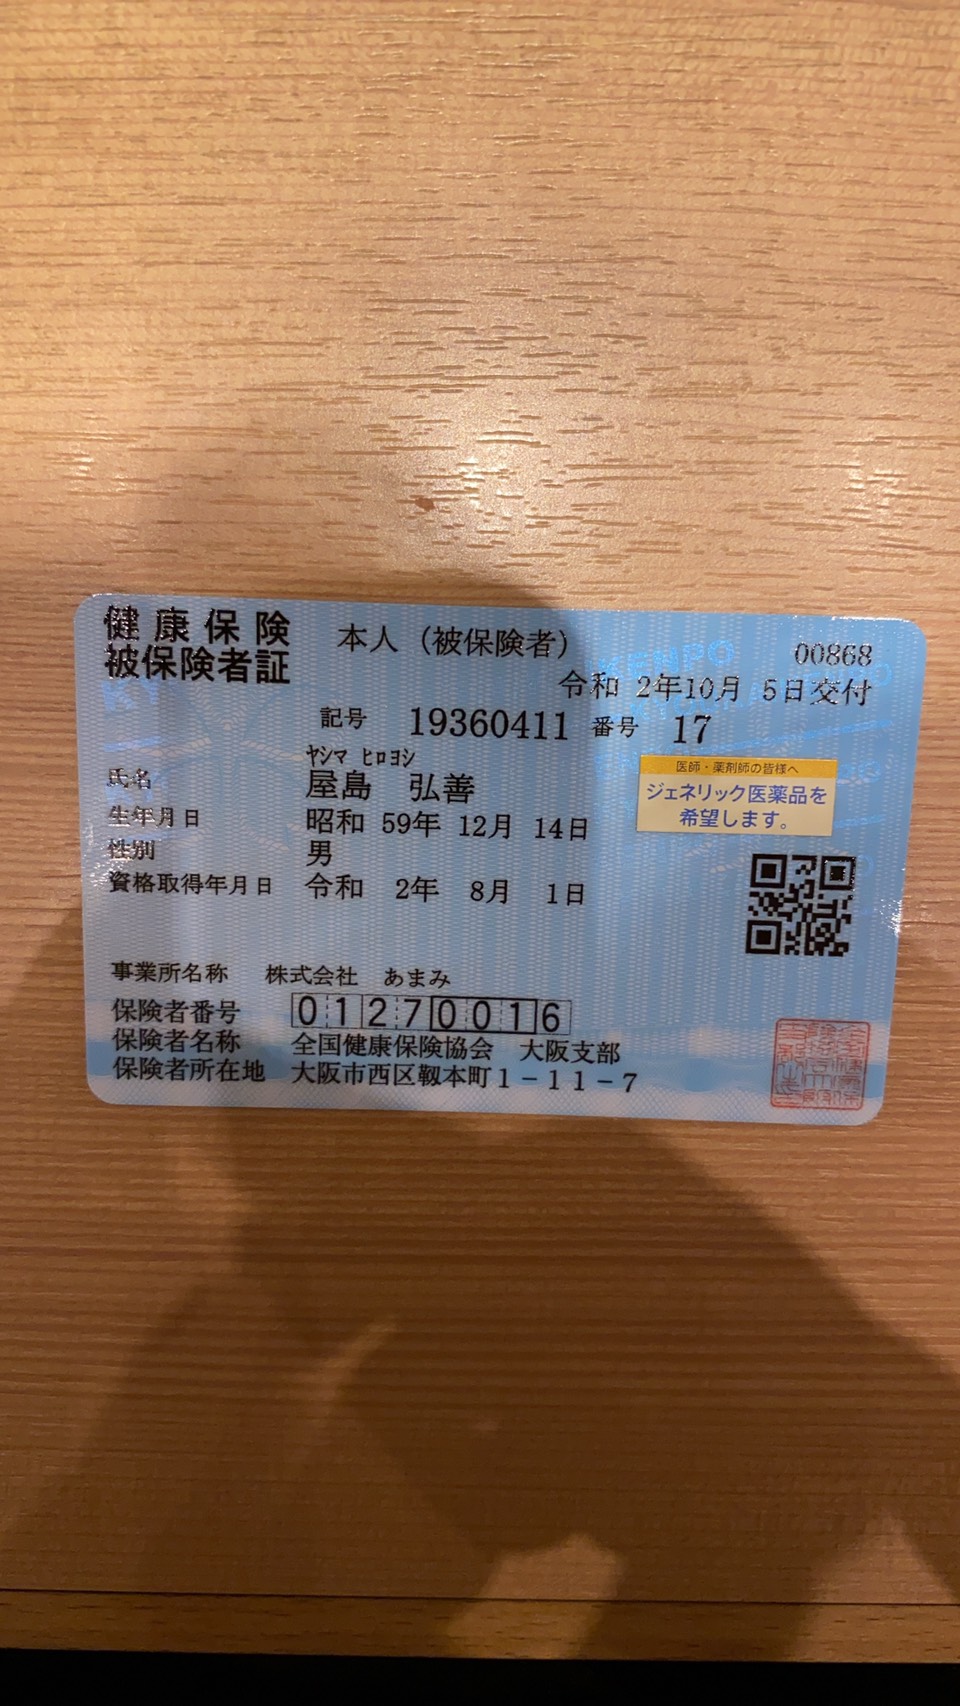 健康保険
被保険者証
本人（被保険者）
00868
令和 2年10月 5日交付
記号 19360411 番号 17
ﾔｼﾏ ﾋﾛﾖｼ
氏名 屋島 弘善
生年月日 昭和 59年 12月 14日
性別 男
資格取得年月日 令和 2年 8月 1日
医師・薬剤師の皆様へ
ジェネリック医薬品を
希望します。
事業所名称 株式会社 あまみ
保険者番号 01270016
保険者名称 全国健康保険協会 大阪支部
保険者所在地 大阪市西区靱本町１－１１－７
KENPO